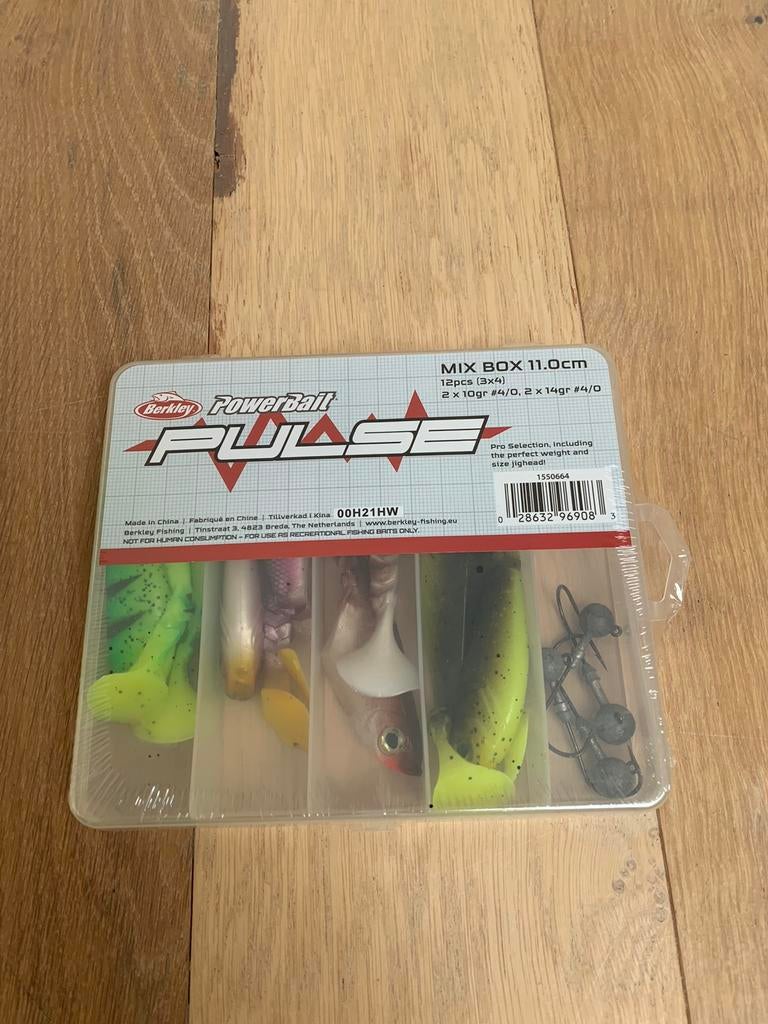 MIX BOX 11.0cm
12pcs (3x4)
2 x 10gr #4/0, 2 x 14gr #4/0
Berkley PowerBait
PULSE
Pro Selection, including
the perfect weight and
size jighead!
1550664
0 28632 96908 3
Made in China | Fabriqué en Chine | Tillverkad i Kina 00H21HW
Berkley Fishing | Tinstraat 3, 4823 Breda, The Netherlands | www.berkley-fishing.eu
NOT FOR HUMAN CONSUMPTION - FOR USE AS RECREATIONAL FISHING BAITS ONLY.